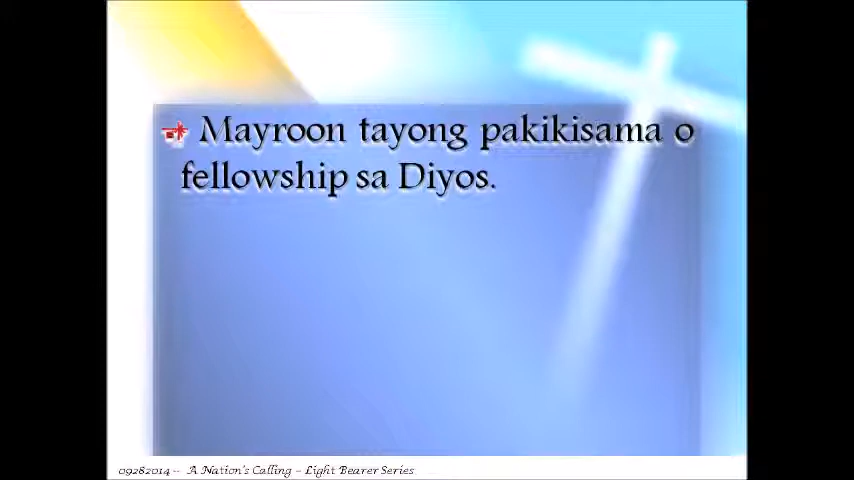 Mayroon tayong pakikisama o
fellowship sa Diyos.
09282014 -- A Nation's Calling – Light Bearer Series